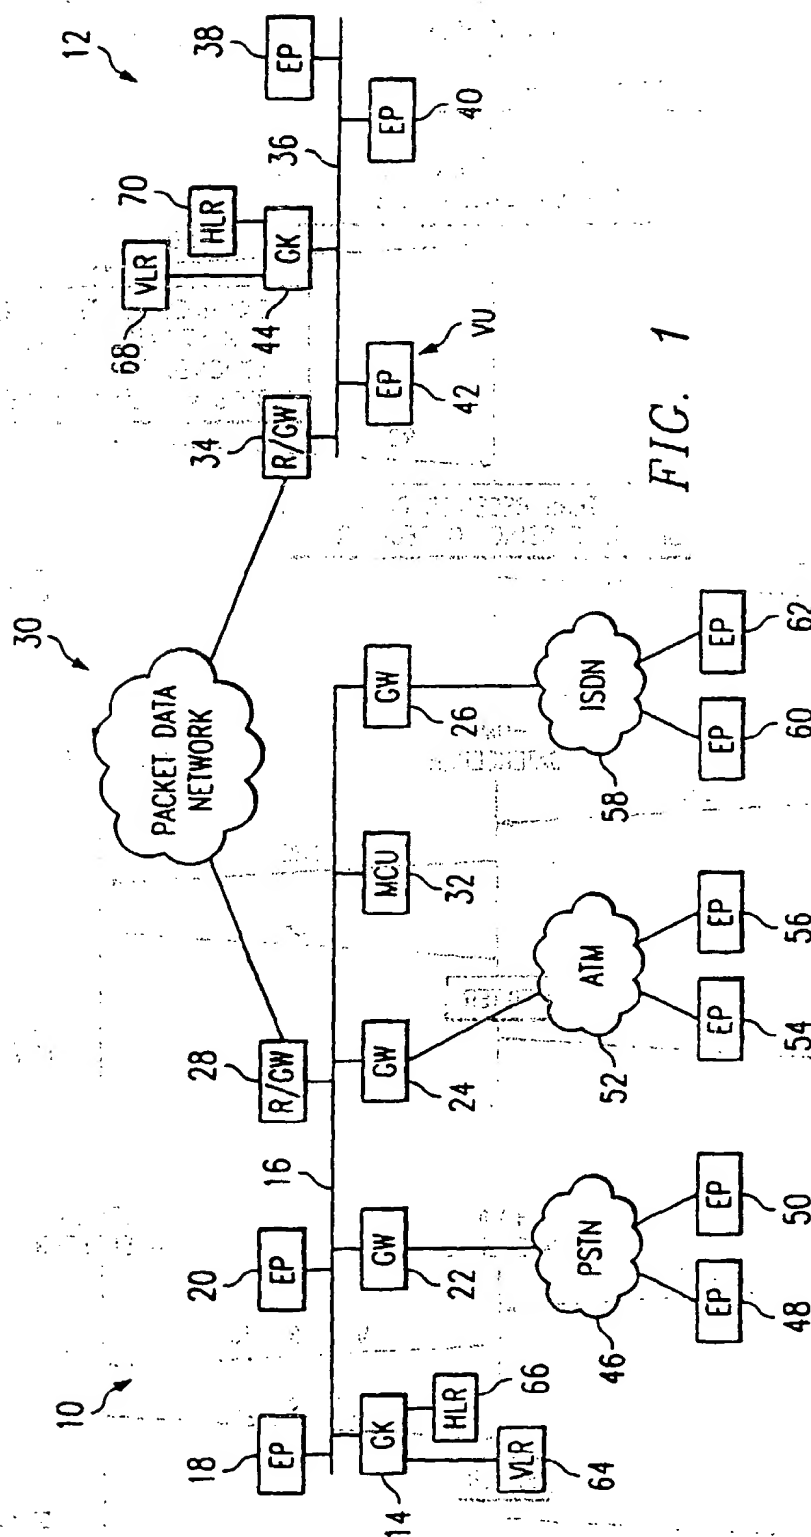 10
12
30
18
EP
20
EP
16
28
R/GW
PACKET DATA
NETWORK
34
R/GW
68
VLR
70
HLR
44
GK
36
38
EP
14
GK
HLR
66
VLR
64
GW
22
GW
24
MCU
32
GW
26
EP
42
VU
EP
40
46
PSTN
EP
48
EP
50
52
ATM
EP
54
EP
56
58
ISDN
EP
60
EP
62
FIG. 1